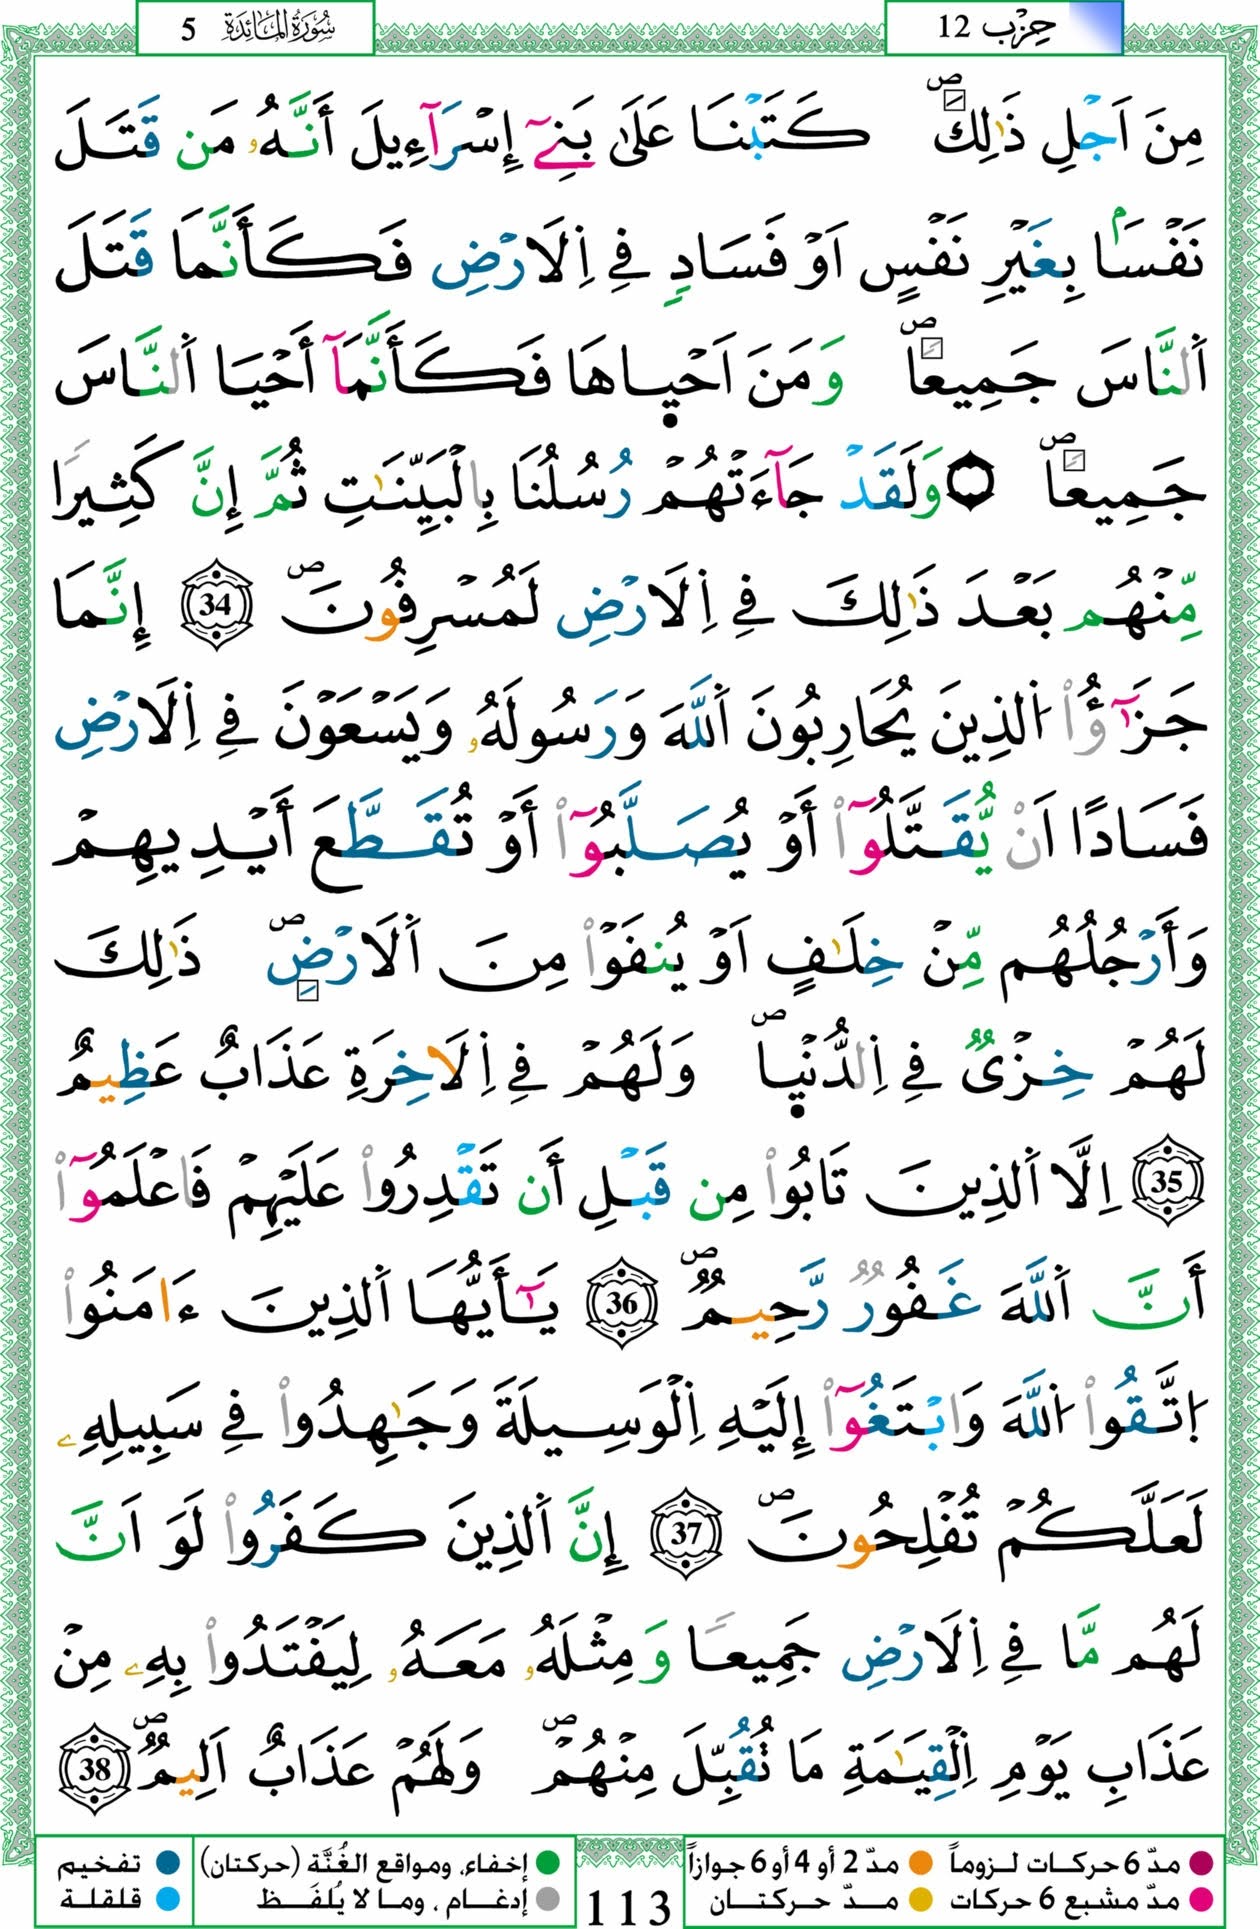 حِزْب 12
سُورَةُ المَائِدَة 5
مِنَ اَجْلِ ذَٰلِكَ ۖ كَتَبْنَا عَلَىٰ بَنِےٓ إِسْرَآءِيلَ أَنَّهُۥ مَن قَتَلَ
نَفْسَۢا بِغَيْرِ نَفْسٍ اَوْ فَسَادٖ فِے اِلَارْضِ فَكَأَنَّمَا قَتَلَ
اَلنَّاسَ جَمِيعاٗ ۖ وَمَنَ اَحْيٜاهَا فَكَأَنَّمَآ أَحْيَا اَلنَّاسَ
جَمِيعاٗ ۖ ۞ وَلَقَدْ جَآءَتْهُمْ رُسُلُنَا بِالْبَيِّنَٰتِ ثُمَّ إِنَّ كَثِيراٗ
مِّنْهُم بَعْدَ ذَٰلِكَ فِے اِلَارْضِ لَمُسْرِفُونَ ۖ 34 إِنَّمَا
جَزَٰٓؤُاْ اُلذِينَ يُحَارِبُونَ اَللَّهَ وَرَسُولَهُۥ وَيَسْعَوْنَ فِے اِلَارْضِ
فَسَادًا اَنْ يُّقَتَّلُوٓاْ أَوْ يُصَلَّبُوٓاْ أَوْ تُقَطَّعَ أَيْدِيهِمْ
وَأَرْجُلُهُم مِّنْ خِلَٰفٍ اَوْ يُنفَوْاْ مِنَ اَلَارْضِ ۖ ذَٰلِكَ
لَهُمْ خِزْيٞ فِے اِلدُّنْيٜا ۖ وَلَهُمْ فِے اِلَاخِرَةِ عَذَابٌ عَظِيمٌ
35 اِلَّا اَلذِينَ تَابُواْ مِن قَبْلِ أَن تَقْدِرُواْ عَلَيْهِمْ فَاعْلَمُوٓاْ
أَنَّ اَللَّهَ غَفُورٞ رَّحِيمٞ ۖ 36 يَٰٓأَيُّهَا اَلذِينَ ءَامَنُواْ
اُتَّقُواْ اُللَّهَ وَابْتَغُوٓاْ إِلَيْهِ اِلْوَسِيلَةَ وَجَٰهِدُواْ فِے سَبِيلِهِۦ
لَعَلَّكُمْ تُفْلِحُونَ ۖ 37 إِنَّ اَلذِينَ كَفَرُواْ لَوَ اَنَّ
لَهُم مَّا فِے اِلَارْضِ جَمِيعاٗ وَمِثْلَهُۥ مَعَهُۥ لِيَفْتَدُواْ بِهِۦ مِنْ
عَذَابِ يَوْمِ اِلْقِيَٰمَةِ مَا تُقُبِّلَ مِنْهُمْ ۖ وَلَهُمْ عَذَابٌ اَلِيمٞ ۖ 38
مدّ 6 حركات لـزوماً مدّ 2 أو 4 أو 6 جوازاً
مدّ مشبع 6 حركات مدّ حركتـان
113
إخفاء، ومواقع الغُنَّة (حركتان) تفخيم
إدغام ، وما لا يُلفَـظ قلقلة